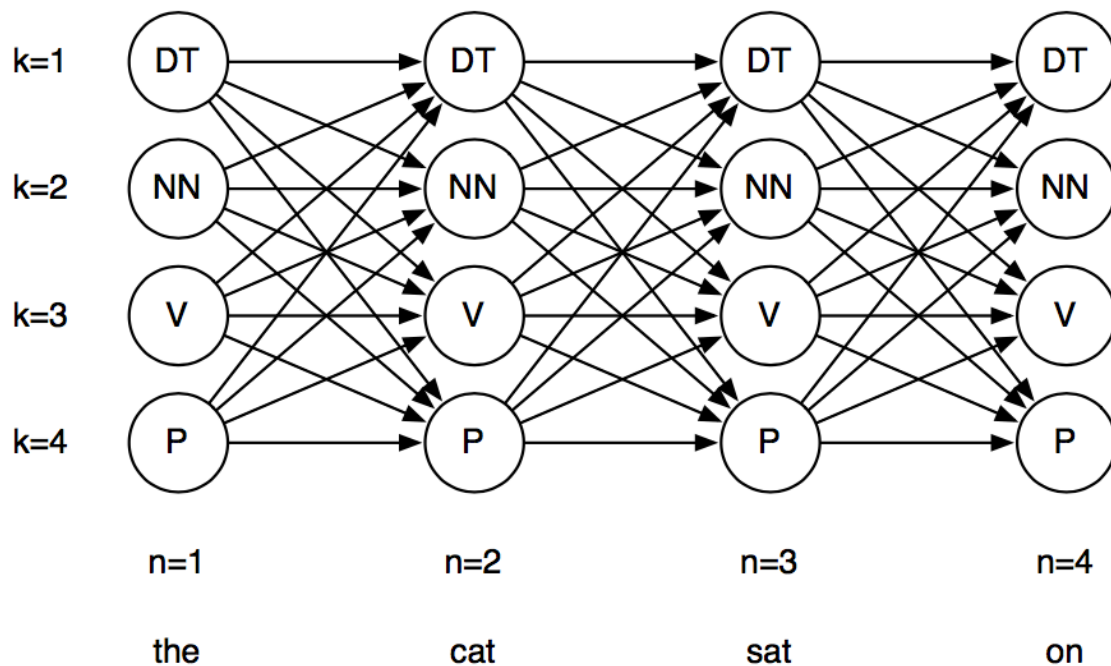 k=1 DT DT DT DT
k=2 NN NN NN NN
k=3 V V V V
k=4 P P P P
n=1 n=2 n=3 n=4
the cat sat on